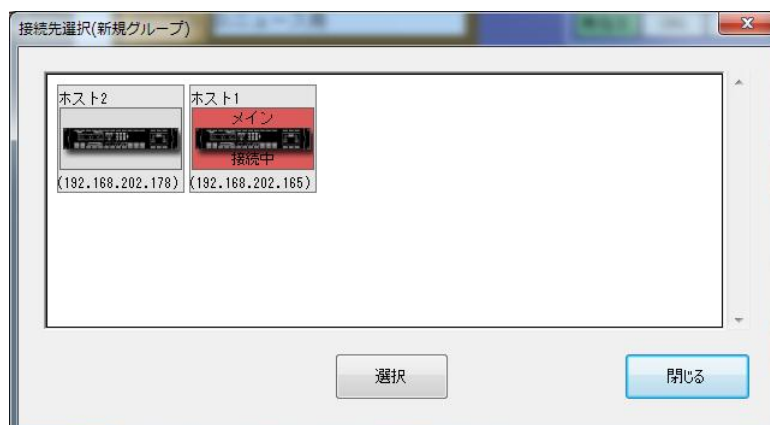 接続先選択(新規グループ)
ホスト2
(192.168.202.178)
ホスト1
メイン
接続中
(192.168.202.165)
選択
閉じる